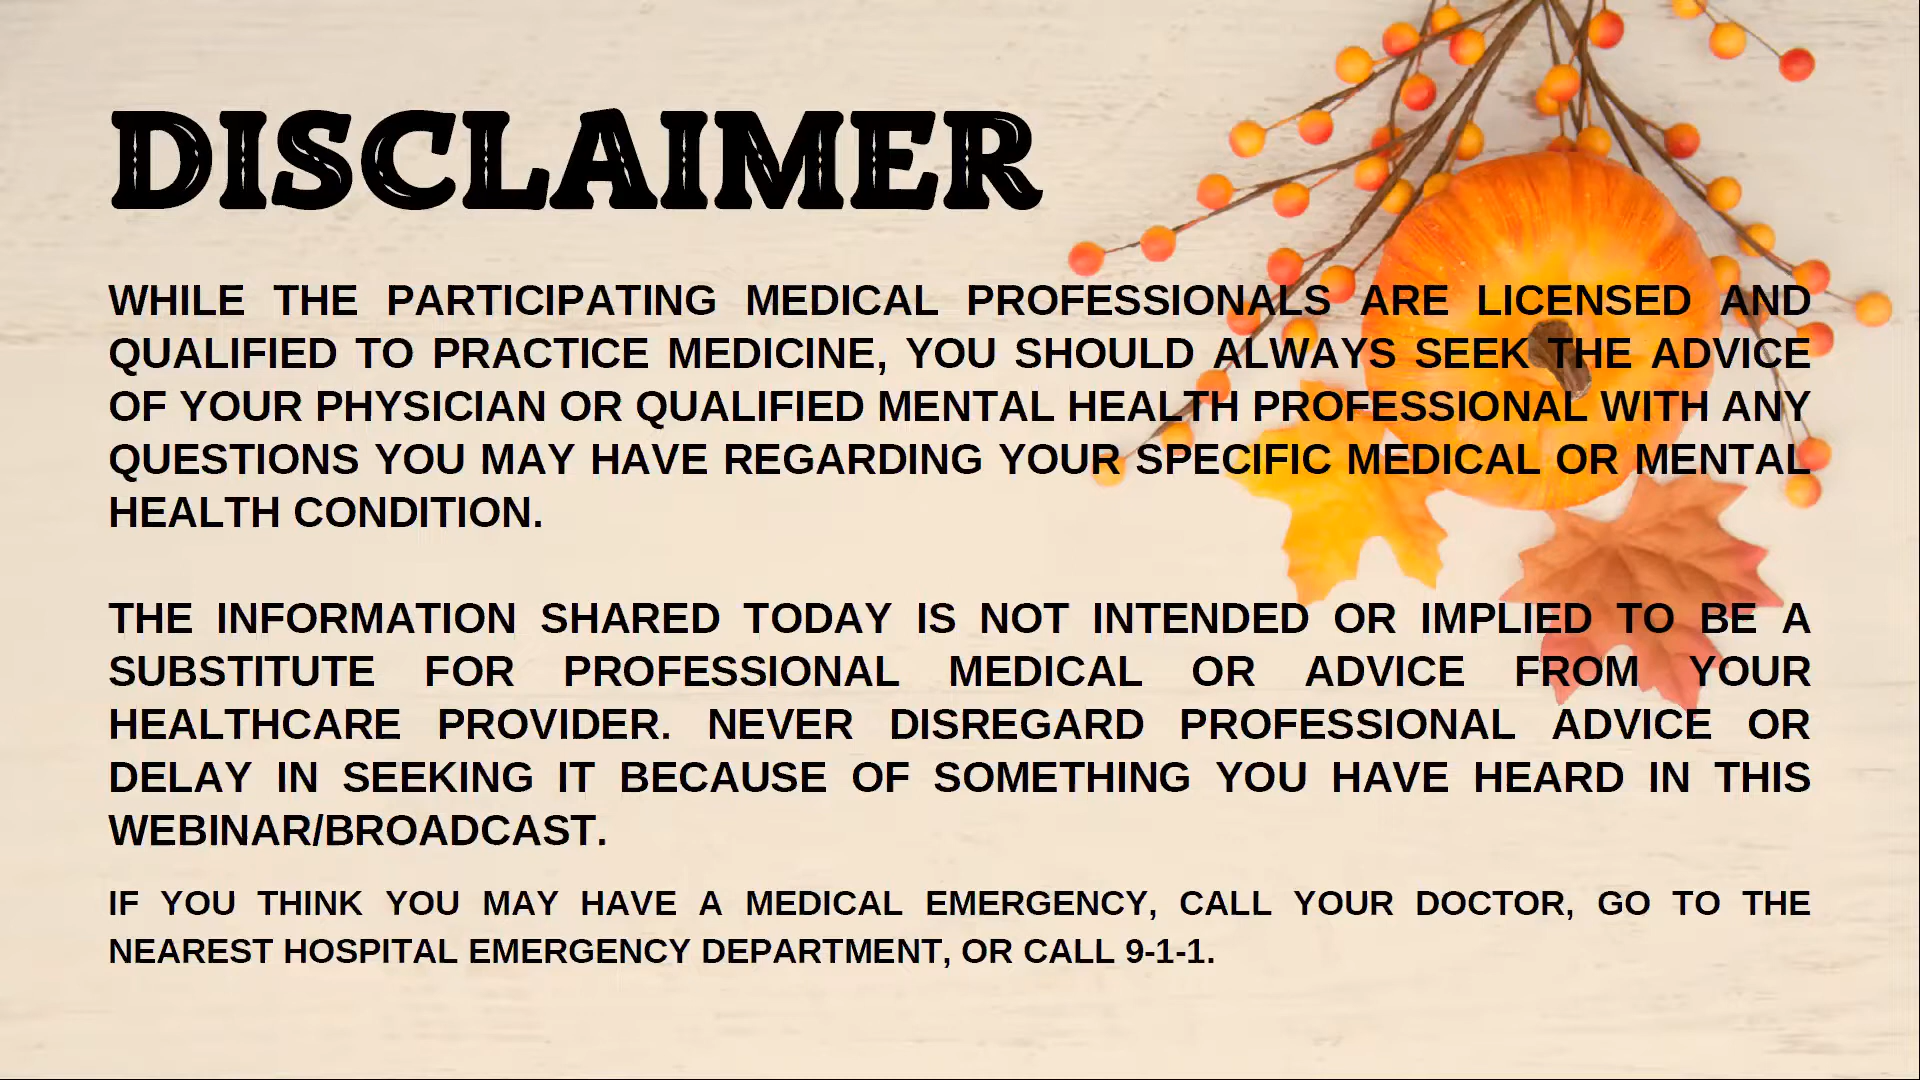 DISCLAIMER
WHILE THE PARTICIPATING MEDICAL PROFESSIONALS ARE LICENSED AND
QUALIFIED TO PRACTICE MEDICINE, YOU SHOULD ALWAYS SEEK THE ADVICE
OF YOUR PHYSICIAN OR QUALIFIED MENTAL HEALTH PROFESSIONAL WITH ANY
QUESTIONS YOU MAY HAVE REGARDING YOUR SPECIFIC MEDICAL OR MENTAL
HEALTH CONDITION.
THE INFORMATION SHARED TODAY IS NOT INTENDED OR IMPLIED TO BE A
SUBSTITUTE FOR PROFESSIONAL MEDICAL OR ADVICE FROM YOUR
HEALTHCARE PROVIDER. NEVER DISREGARD PROFESSIONAL ADVICE OR
DELAY IN SEEKING IT BECAUSE OF SOMETHING YOU HAVE HEARD IN THIS
WEBINAR/BROADCAST.
IF YOU THINK YOU MAY HAVE A MEDICAL EMERGENCY, CALL YOUR DOCTOR, GO TO THE
NEAREST HOSPITAL EMERGENCY DEPARTMENT, OR CALL 9-1-1.